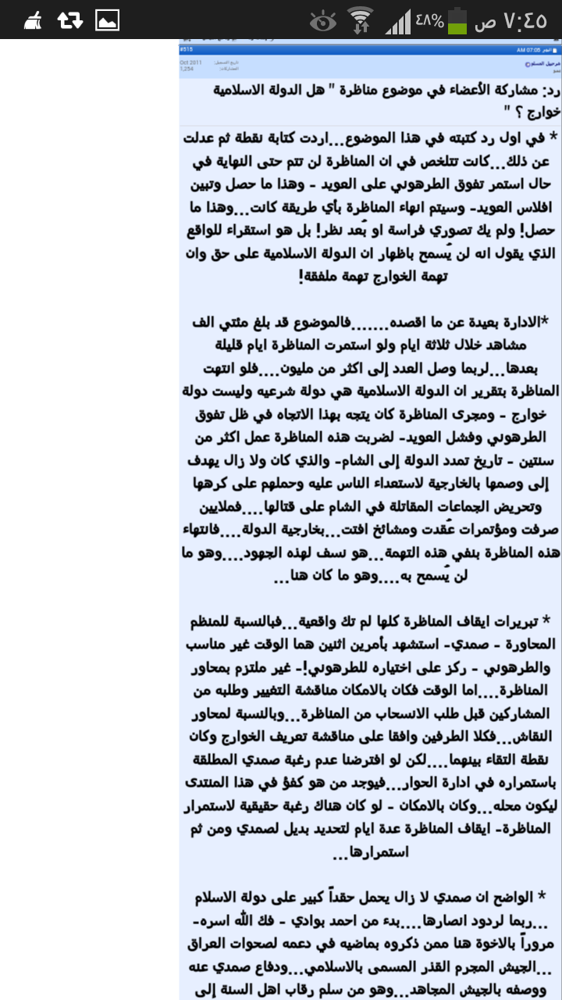 ٧:٤٥ ص ٤٨%
#515
الفجر 07:05 AM
شرحبيل المسلم
عضو
تاريخ التسجيل: Oct 2011
المشاركات: 1,254
رد: مشاركة الأعضاء في موضوع مناظرة " هل الدولة الاسلامية
خوارج ؟ "
* في اول رد كتبته في هذا الموضوع...اردت كتابة نقطة ثم عدلت
عن ذلك...كانت تتلخص في ان المناظرة لن تتم حتى النهاية في
حال استمر تفوق الطرهوني على العويد - وهذا ما حصل وتبين
افلاس العويد- وسيتم انهاء المناظرة بأي طريقة كانت...وهذا ما
حصل! ولم يك تصوري فراسة او بُعد نظر! بل هو استقراء للواقع
الذي يقول انه لن يُسمح باظهار ان الدولة الاسلامية على حق وان
تهمة الخوارج تهمة ملفقة!
*الادارة بعيدة عن ما اقصده.......فالموضوع قد بلغ مئتي الف
مشاهد خلال ثلاثة ايام ولو استمرت المناظرة ايام قليلة
بعدها...لربما وصل العدد إلى اكثر من مليون....فلو انتهت
المناظرة بتقرير ان الدولة الاسلامية هي دولة شرعيه وليست دولة
خوارج - ومجرى المناظرة كان يتجه بهذا الاتجاه في ظل تفوق
الطرهوني وفشل العويد- لضربت هذه المناظرة عمل اكثر من
سنتين - تاريخ تمدد الدولة إلى الشام- والذي كان ولا زال يهدف
إلى وصمها بالخارجية لاستعداء الناس عليه وحملهم على كرهها
وتحريض الجماعات المقاتلة في الشام على قتالها....فملايين
صرفت ومؤتمرات عُقدت ومشائخ افتت...بخارجية الدولة....فانتهاء
هذه المناظرة بنفي هذه التهمة...هو نسف لهذه الجهود....وهو ما
لن يُسمح به....وهو ما كان هنا...
* تبريرات ايقاف المناظرة كلها لم تك واقعية...فبالنسبة للمنظم
المحاورة - صمدي- استشهد بأمرين اثنين هما الوقت غير مناسب
والطرهوني - ركز على اختياره للطرهوني!- غير ملتزم بمحاور
المناظرة....اما الوقت فكان بالامكان مناقشة التغيير وطلبه من
المشاركين قبل طلب الانسحاب من المناظرة...وبالنسبة لمحاور
النقاش...فكلا الطرفين وافقا على مناقشة تعريف الخوارج وكان
نقطة التقاء بينهما....لكن لو افترضنا عدم رغبة صمدي المطلقة
باستمراره في ادارة الحوار...فيوجد من هو كفؤ في هذا المنتدى
ليكون محله...وكان بالامكان - لو كان هناك رغبة حقيقية لاستمرار
المناظرة- ايقاف المناظرة عدة ايام لتحديد بديل لصمدي ومن ثم
استمرارها...
* الواضح ان صمدي لا زال يحمل حقداً كبير على دولة الاسلام
...ربما لردود انصارها....بدء من احمد بوادي - فك الله اسره-
مروراً بالاخوة هنا ممن ذكروه بماضيه في دعمه لصحوات العراق
...الجيش المجرم القذر المسمى بالاسلامي...ودفاع صمدي عنه
ووصفه بالجيش المجاهد...وهو من سلم رقاب اهل السنة إلى